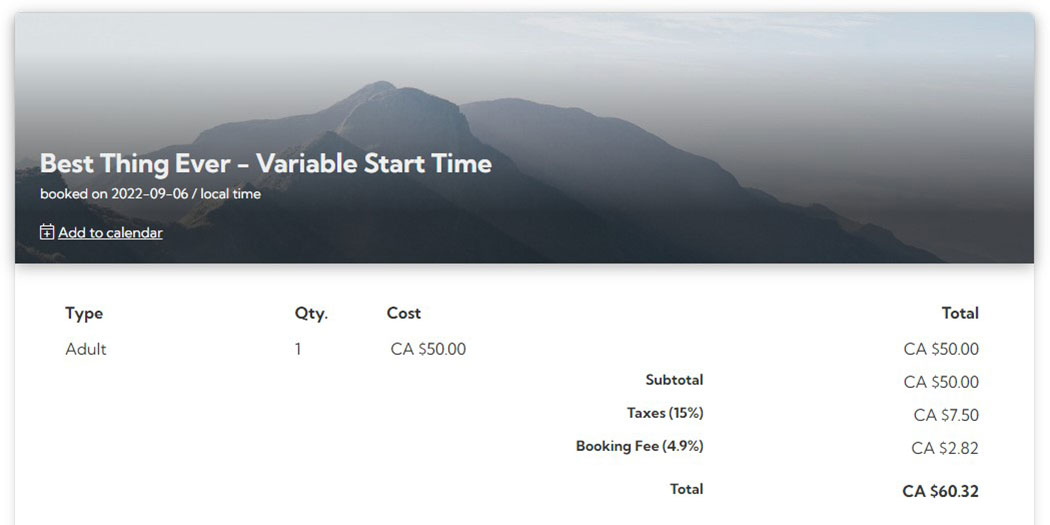 Best Thing Ever - Variable Start Time
booked on 2022-09-06 / local time
Add to calendar
Type Qty. Cost Total
Adult 1 CA $50.00 CA $50.00
Subtotal CA $50.00
Taxes (15%) CA $7.50
Booking Fee (4.9%) CA $2.82
Total CA $60.32